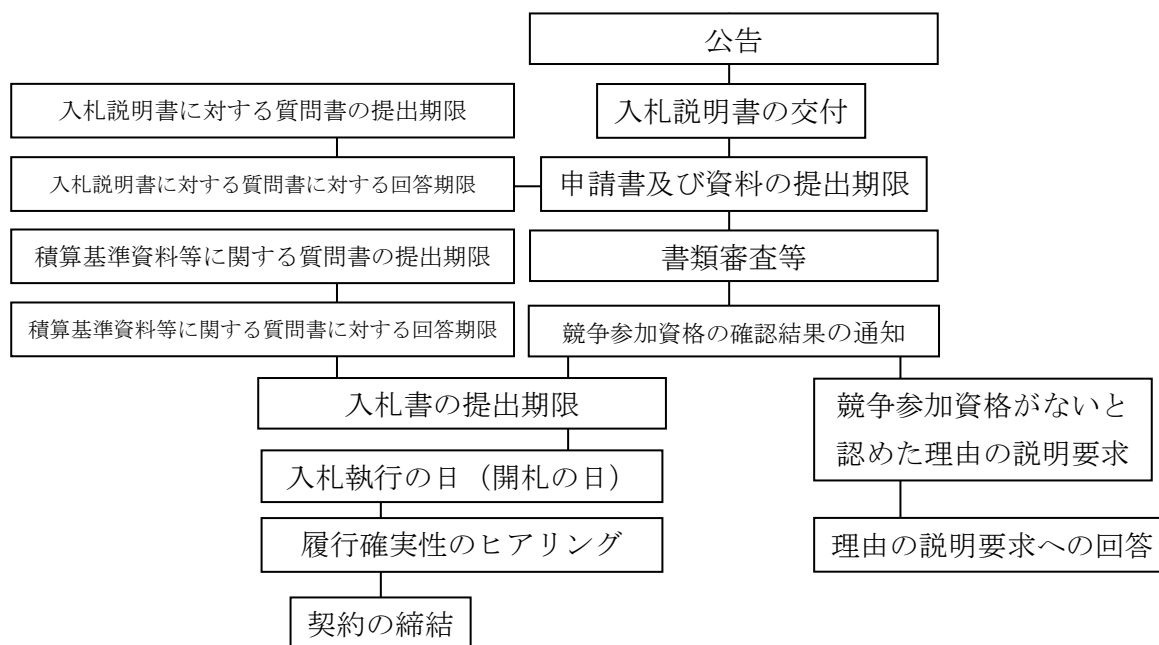 公告
入札説明書に対する質問書の提出期限
入札説明書の交付
入札説明書に対する質問書に対する回答期限
申請書及び資料の提出期限
積算基準資料等に関する質問書の提出期限
書類審査等
積算基準資料等に関する質問書に対する回答期限
競争参加資格の確認結果の通知
入札書の提出期限
競争参加資格がないと
認めた理由の説明要求
入札執行の日（開札の日）
履行確実性のヒアリング
理由の説明要求への回答
契約の締結